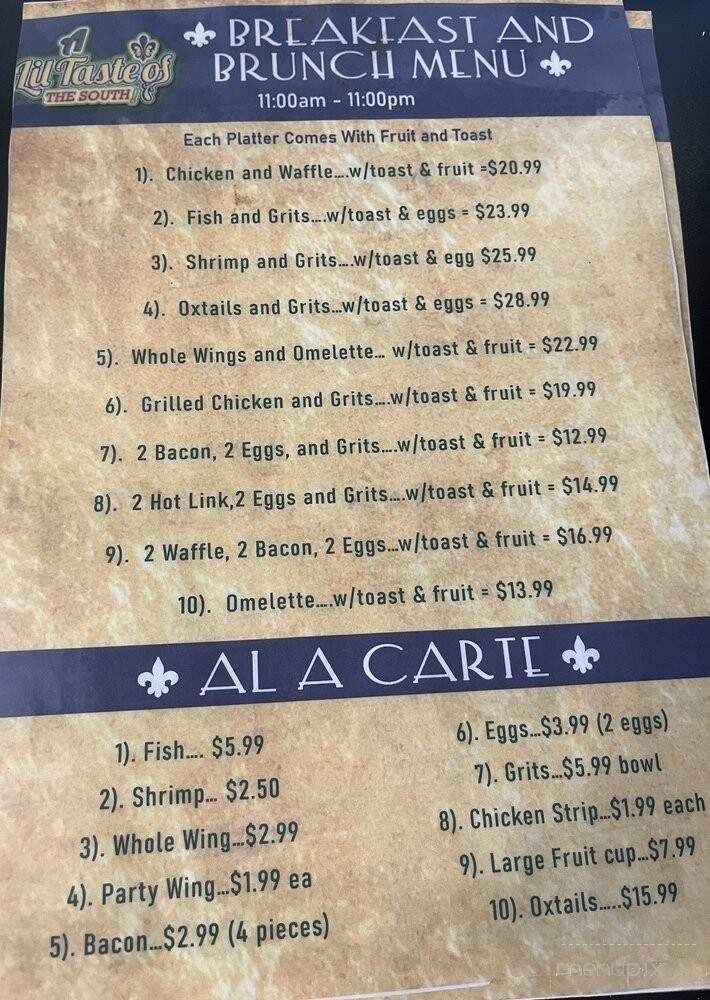 A
Lil Taste of
THE SOUTH
BREAKFAST AND
BRUNCH MENU
11:00am - 11:00pm
Each Platter Comes With Fruit and Toast
1). Chicken and Waffle....w/toast & fruit =$20.99
2). Fish and Grits....w/toast & eggs = $23.99
3). Shrimp and Grits....w/toast & egg $25.99
4). Oxtails and Grits...w/toast & eggs = $28.99
5). Whole Wings and Omelette... w/toast & fruit = $22.99
6). Grilled Chicken and Grits....w/toast & fruit = $19.99
7). 2 Bacon, 2 Eggs, and Grits....w/toast & fruit = $12.99
8). 2 Hot Link,2 Eggs and Grits....w/toast & fruit = $14.99
9). 2 Waffle, 2 Bacon, 2 Eggs...w/toast & fruit = $16.99
10). Omelette....w/toast & fruit = $13.99
AL A CARTE
1). Fish.... $5.99
2). Shrimp... $2.50
3). Whole Wing...$2.99
4). Party Wing...$1.99 ea
5). Bacon...$2.99 (4 pieces)
6). Eggs...$3.99 (2 eggs)
7). Grits...$5.99 bowl
8). Chicken Strip...$1.99 each
9). Large Fruit cup...$7.99
10). Oxtails.....$15.99
menupix